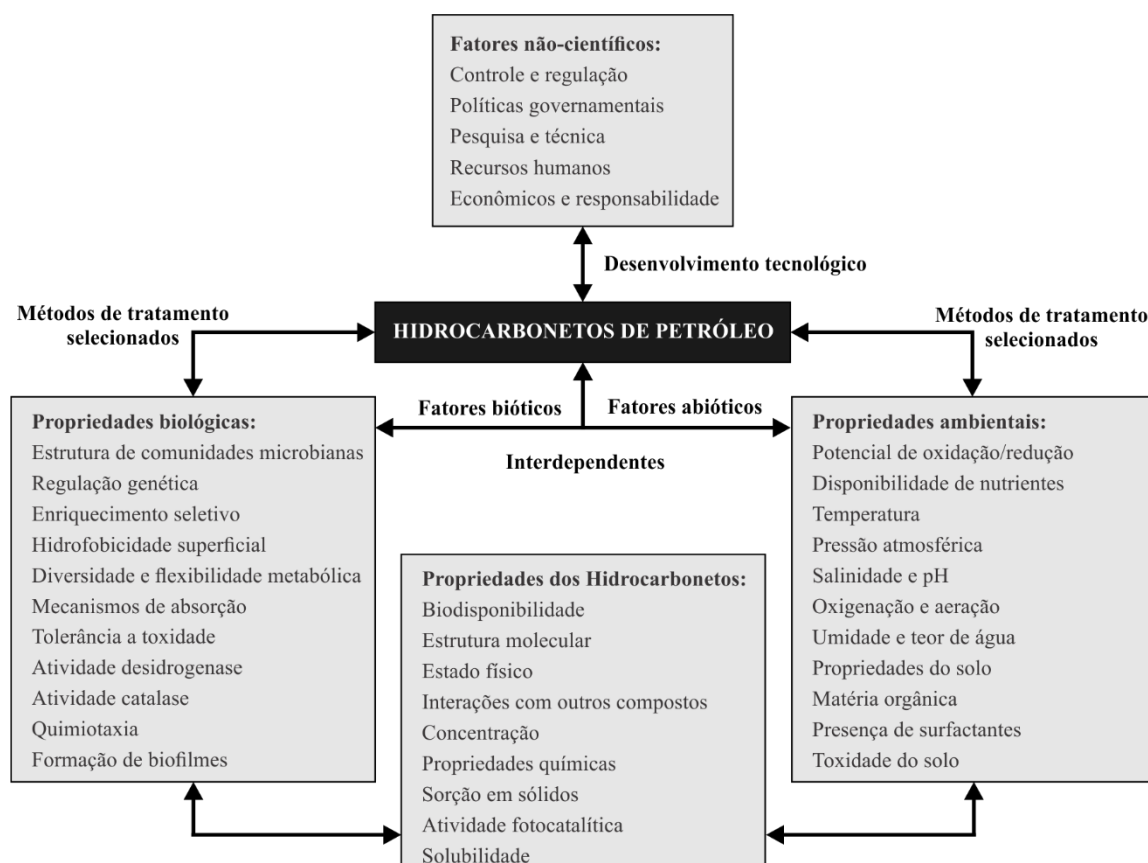 Fatores não-científicos:
Controle e regulação
Políticas governamentais
Pesquisa e técnica
Recursos humanos
Econômicos e responsabilidade
Desenvolvimento tecnológico
Métodos de tratamento
selecionados
HIDROCARBONETOS DE PETRÓLEO
Métodos de tratamento
selecionados
Fatores bióticos
Fatores abióticos
Interdependentes
Propriedades biológicas:
Estrutura de comunidades microbianas
Regulação genética
Enriquecimento seletivo
Hidrofobicidade superficial
Diversidade e flexibilidade metabólica
Mecanismos de absorção
Tolerância a toxidade
Atividade desidrogenase
Atividade catalase
Quimiotaxia
Formação de biofilmes
Propriedades dos Hidrocarbonetos:
Biodisponibilidade
Estrutura molecular
Estado físico
Interações com outros compostos
Concentração
Propriedades químicas
Sorção em sólidos
Atividade fotocatalítica
Solubilidade
Propriedades ambientais:
Potencial de oxidação/redução
Disponibilidade de nutrientes
Temperatura
Pressão atmosférica
Salinidade e pH
Oxigenação e aeração
Umidade e teor de água
Propriedades do solo
Matéria orgânica
Presença de surfactantes
Toxidade do solo